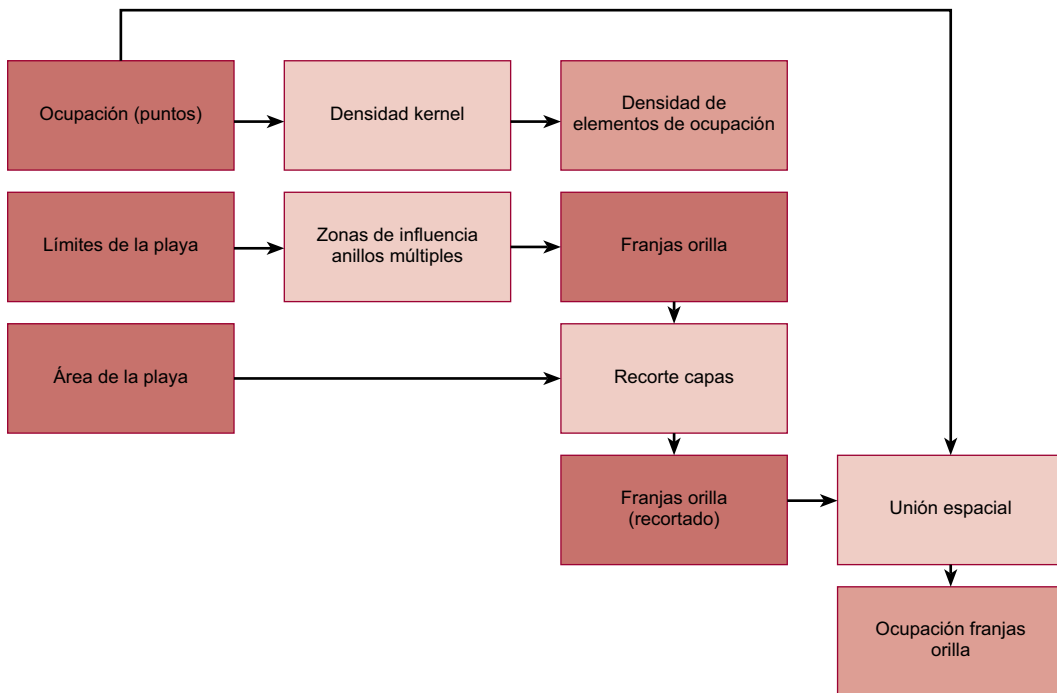 Ocupación (puntos)
Densidad kernel
Densidad de
elementos de ocupación
Límites de la playa
Zonas de influencia
anillos múltiples
Franjas orilla
Área de la playa
Recorte capas
Franjas orilla
(recortado)
Unión espacial
Ocupación franjas
orilla